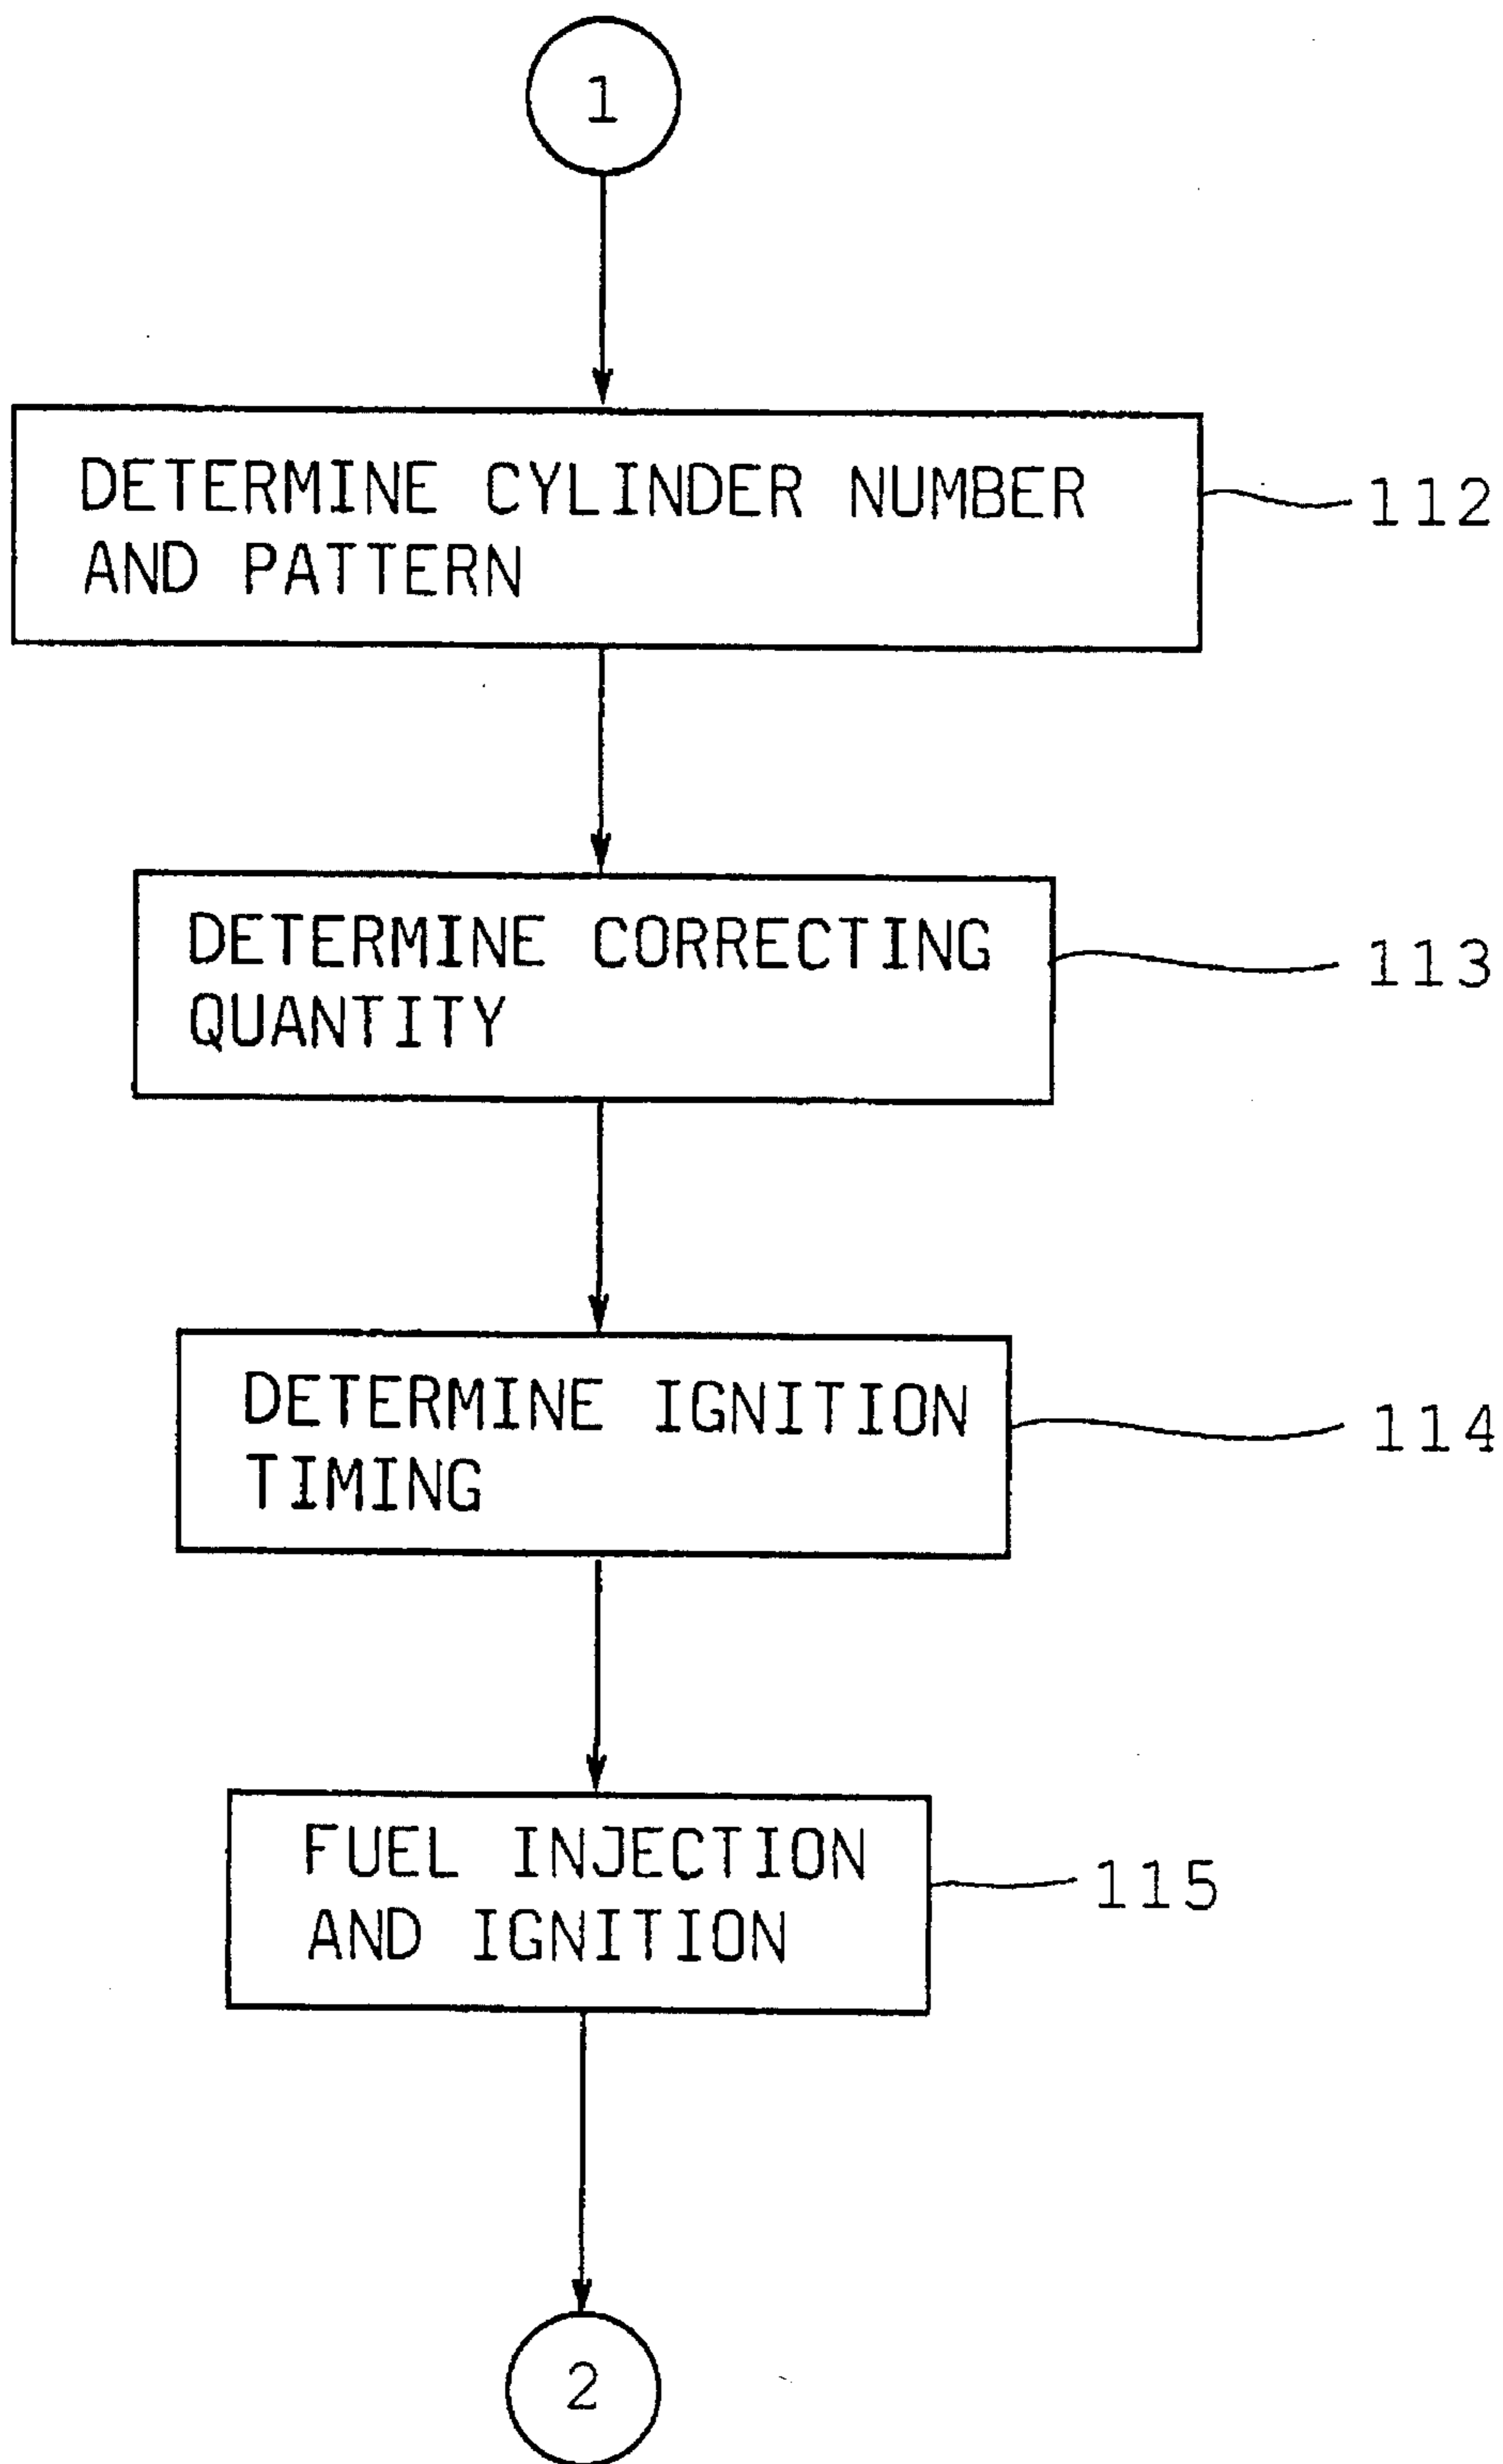 1
DETERMINE CYLINDER NUMBER
AND PATTERN
112
DETERMINE CORRECTING
QUANTITY
113
DETERMINE IGNITION
TIMING
114
FUEL INJECTION
AND IGNITION
115
2